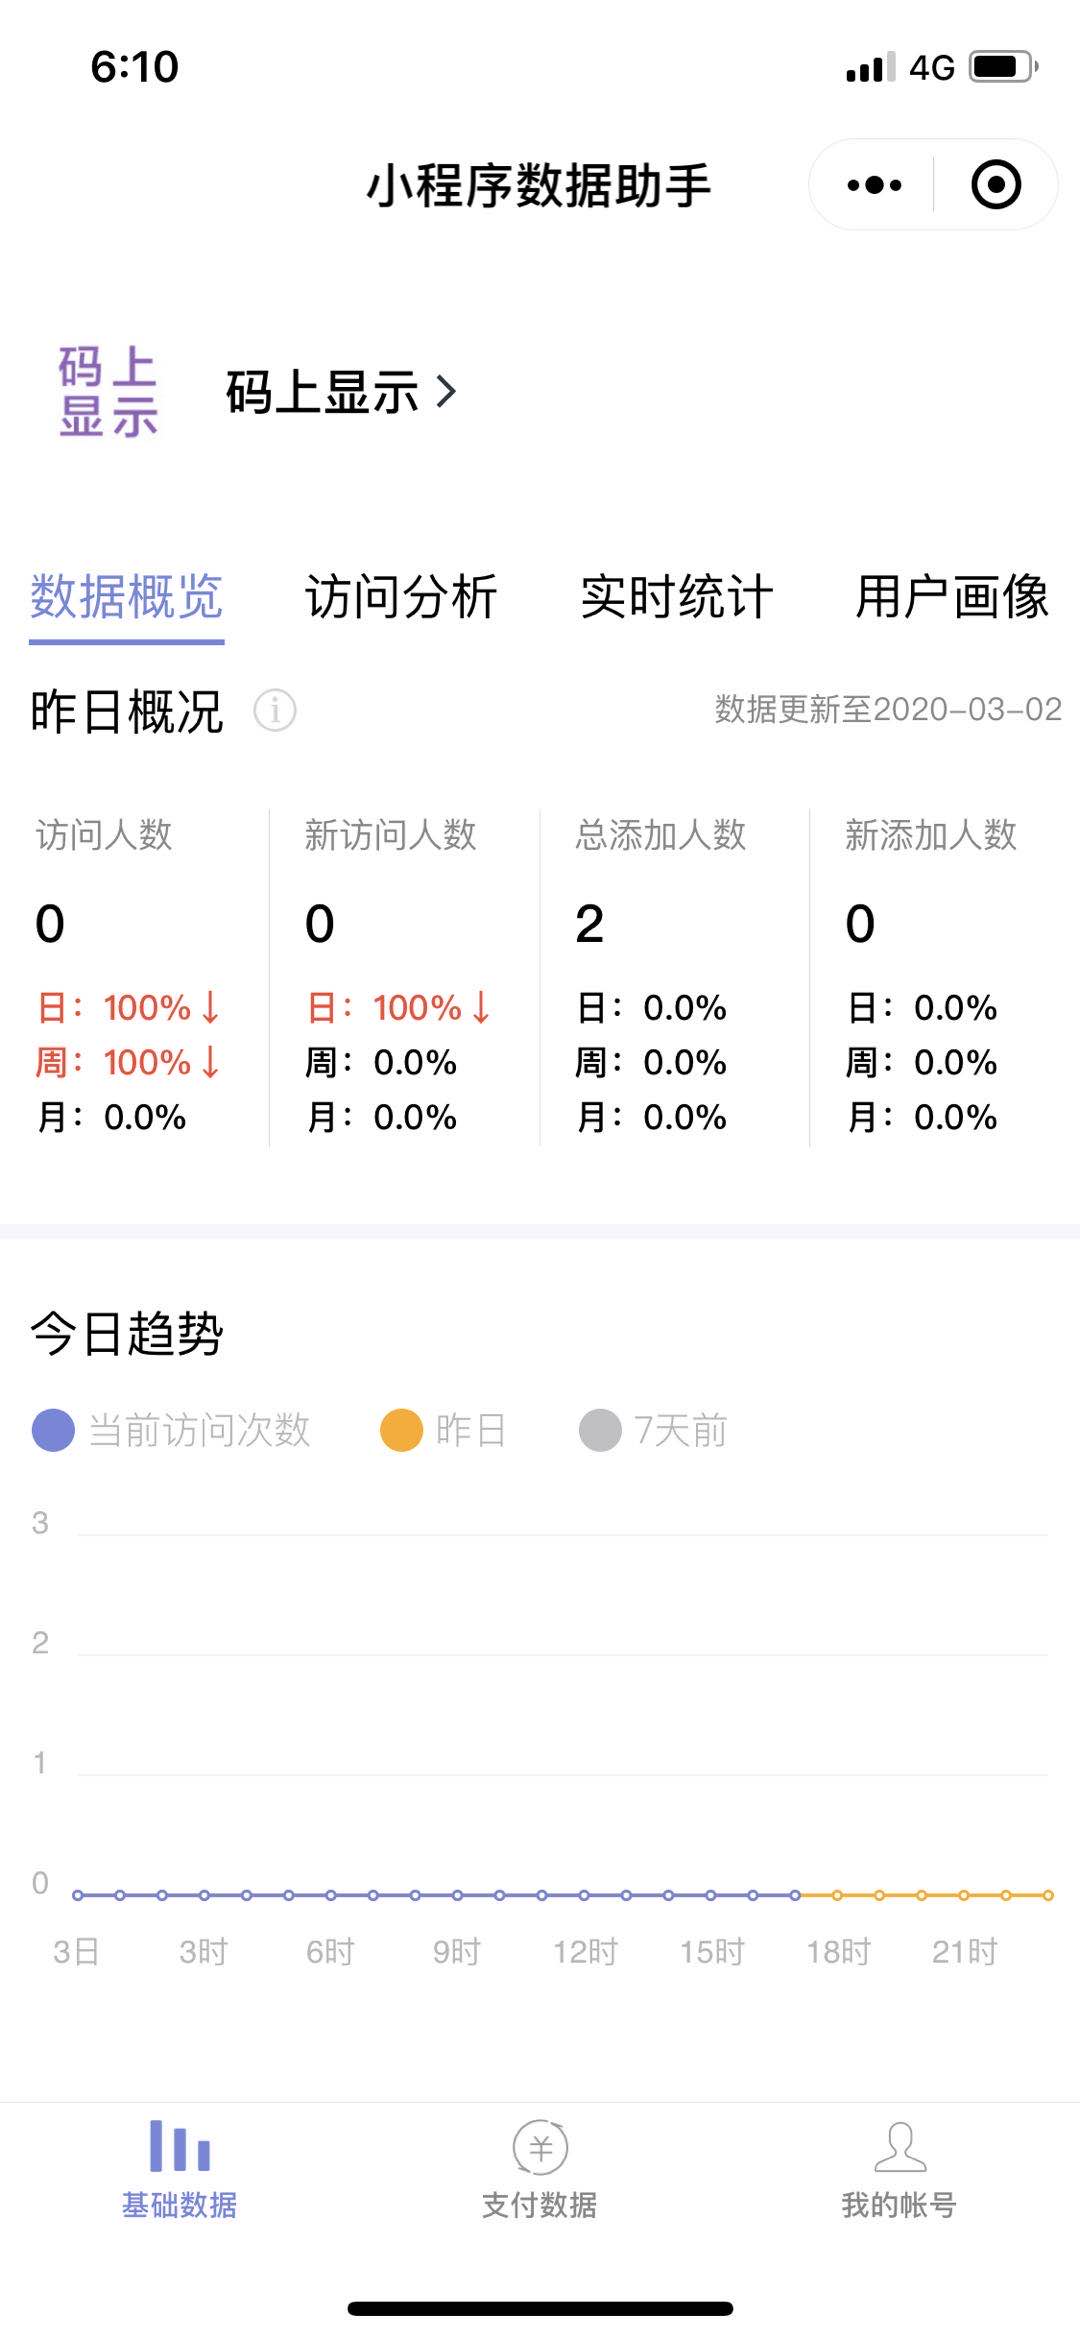 6:10
4G
小程序数据助手
码上
显示
码上显示
数据概览 访问分析 实时统计 用户画像
昨日概况 数据更新至2020-03-02
访问人数 新访问人数 总添加人数 新添加人数
0 0 2 0
日：100%↓ 日：100%↓ 日：0.0% 日：0.0%
周：100%↓ 周：0.0% 周：0.0% 周：0.0%
月：0.0% 月：0.0% 月：0.0% 月：0.0%
今日趋势
当前访问次数 昨日 7天前
3
2
1
0
3日 3时 6时 9时 12时 15时 18时 21时
基础数据 支付数据 我的帐号